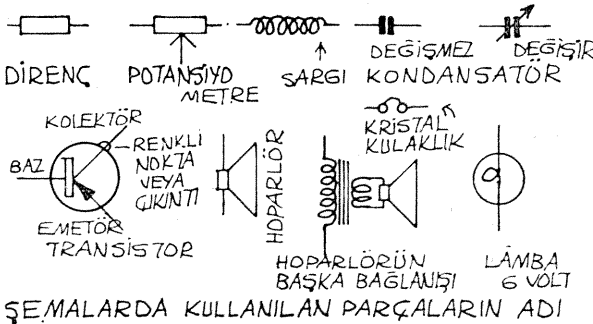 DİRENÇ
POTANSİYO
METRE
SARGI
DEĞİŞMEZ
DEĞİŞİR
KONDANSATÖR
KOLEKTÖR
RENKLİ
NOKTA
VEYA
ÇIKINTI
BAZ
EMETÖR
TRANSİSTOR
HOPARLÖR
KRİSTAL
KULAKLIK
HOPARLÖRÜN
BAŞKA BAĞLANIŞI
LÂMBA
6 VOLT
ŞEMALARDA KULLANILAN PARÇALARIN ADI